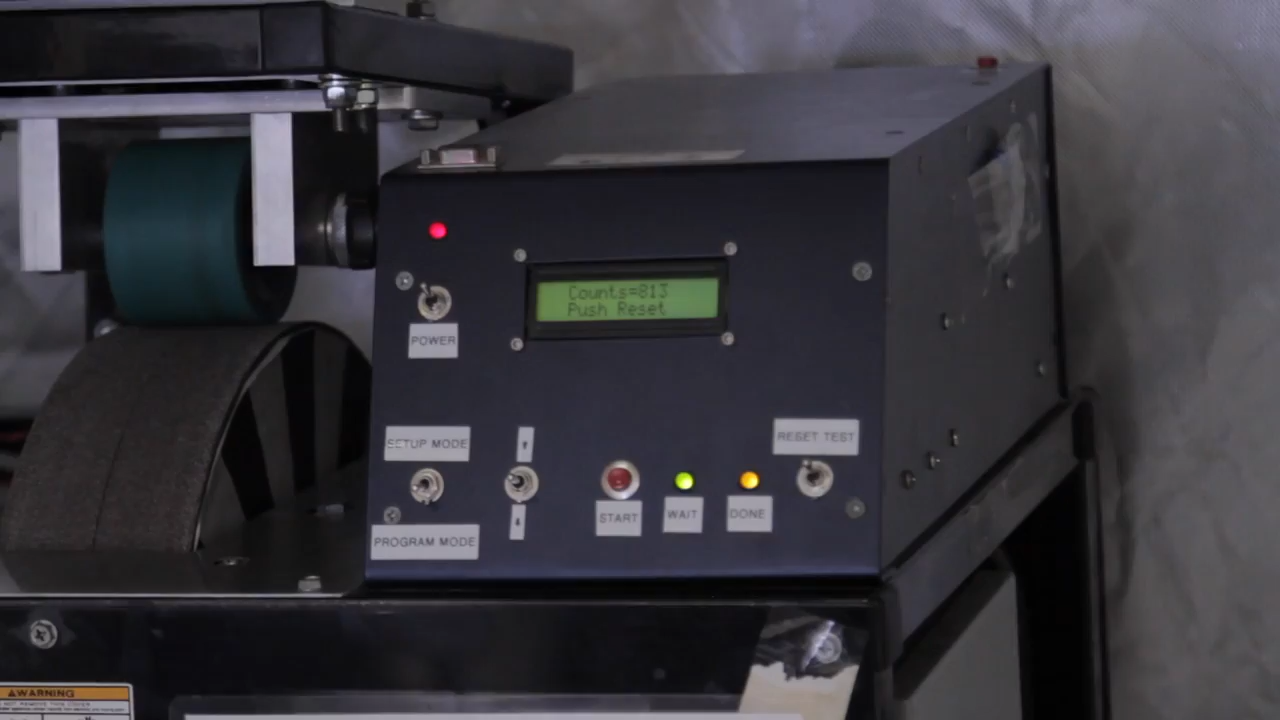 Counts=813
Push Reset
POWER
SETUP MODE
RESET TEST
START
WAIT
DONE
PROGRAM MODE
WARNING